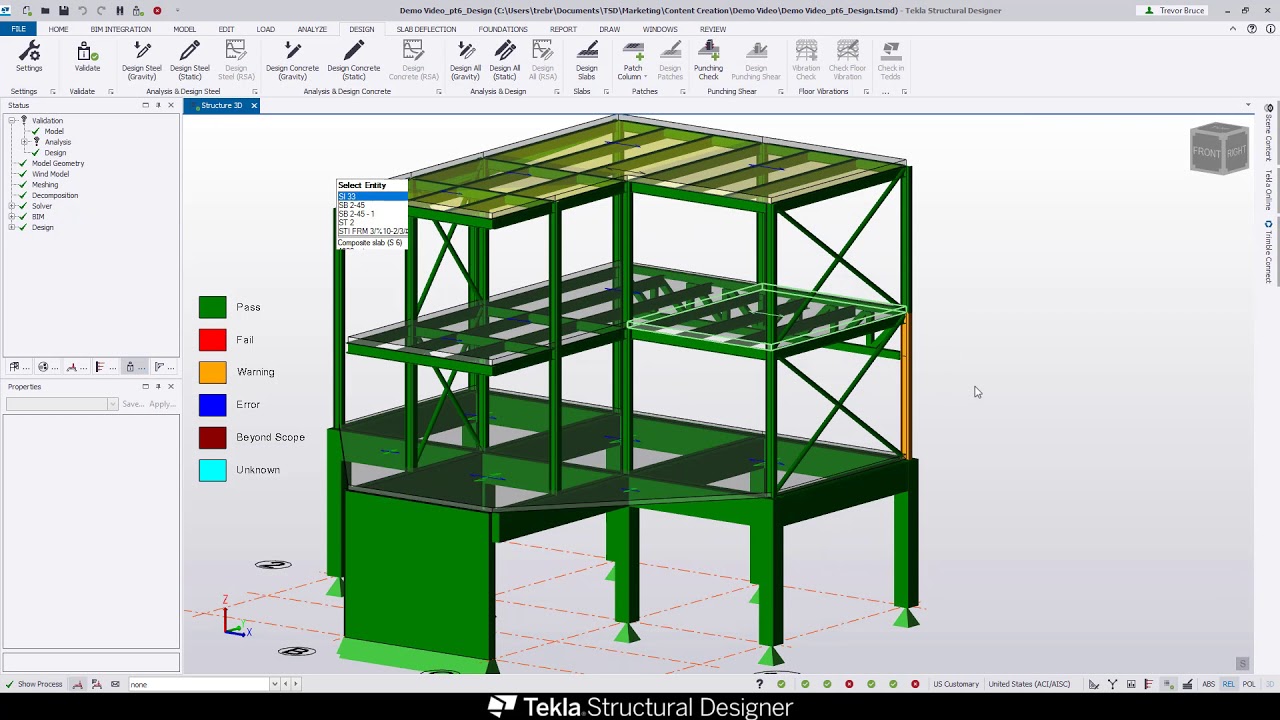 Demo Video_pt6_Design (C:\Users\trebr\Documents\TSD\Marketing\Content Creation\Demo Video\Demo Video_pt6_Design.tsmd) - Tekla Structural Designer
Trevor Bruce
FILE HOME BIM INTEGRATION MODEL EDIT LOAD ANALYZE DESIGN SLAB DEFLECTION FOUNDATIONS REPORT DRAW WINDOWS REVIEW
Settings Validate Design Steel (Gravity) Design Steel (Static) Design Steel (RSA) Design Concrete (Gravity) Design Concrete (Static) Design Concrete (RSA) Design All (Gravity) Design All (Static) Design All (RSA) Design Slabs Patch Column Design Patches Punching Check Design Punching Shear Vibration Check Check Floor Vibration Check in Tedds
Settings Validate Analysis & Design Steel Analysis & Design Concrete Analysis & Design Slabs Patches Punching Shear Floor Vibrations ...
Status
Structure 3D
Validation
Model
Analysis
Design
Model Geometry
Wind Model
Meshing
Decomposition
Solver
BIM
Design
Properties
Save... Apply...
Select Entity
SI 33
SB 2-45
SB 2-45 - 1
ST 2
STI FRM 3/¾10-2/3/4
Composite slab (S 6)
Pass
Fail
Warning
Error
Beyond Scope
Unknown
FRONT RIGHT
Scene Content
Tekla Online
Trimble Connect
Z
Y
X
2
B
S
Show Process none US Customary United States (ACI/AISC) ABS REL POL 3D
Tekla Structural Designer